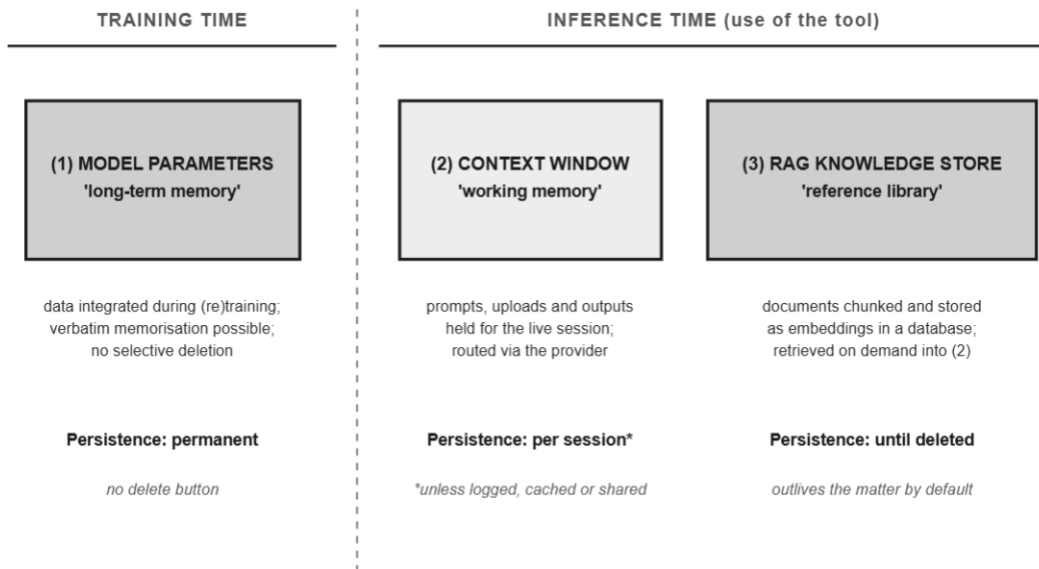 TRAINING TIME
INFERENCE TIME (use of the tool)
(1) MODEL PARAMETERS
'long-term memory'
(2) CONTEXT WINDOW
'working memory'
(3) RAG KNOWLEDGE STORE
'reference library'
data integrated during (re)training;
verbatim memorisation possible;
no selective deletion
prompts, uploads and outputs
held for the live session;
routed via the provider
documents chunked and stored
as embeddings in a database;
retrieved on demand into (2)
Persistence: permanent
Persistence: per session*
Persistence: until deleted
no delete button
*unless logged, cached or shared
outlives the matter by default